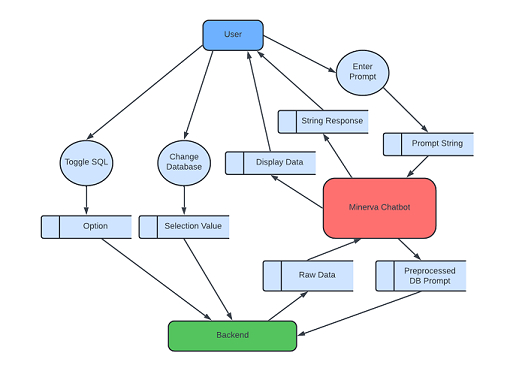 User
Enter
Prompt
String Response
Prompt String
Toggle SQL
Change
Database
Display Data
Minerva Chatbot
Option
Selection Value
Raw Data
Preprocessed
DB Prompt
Backend